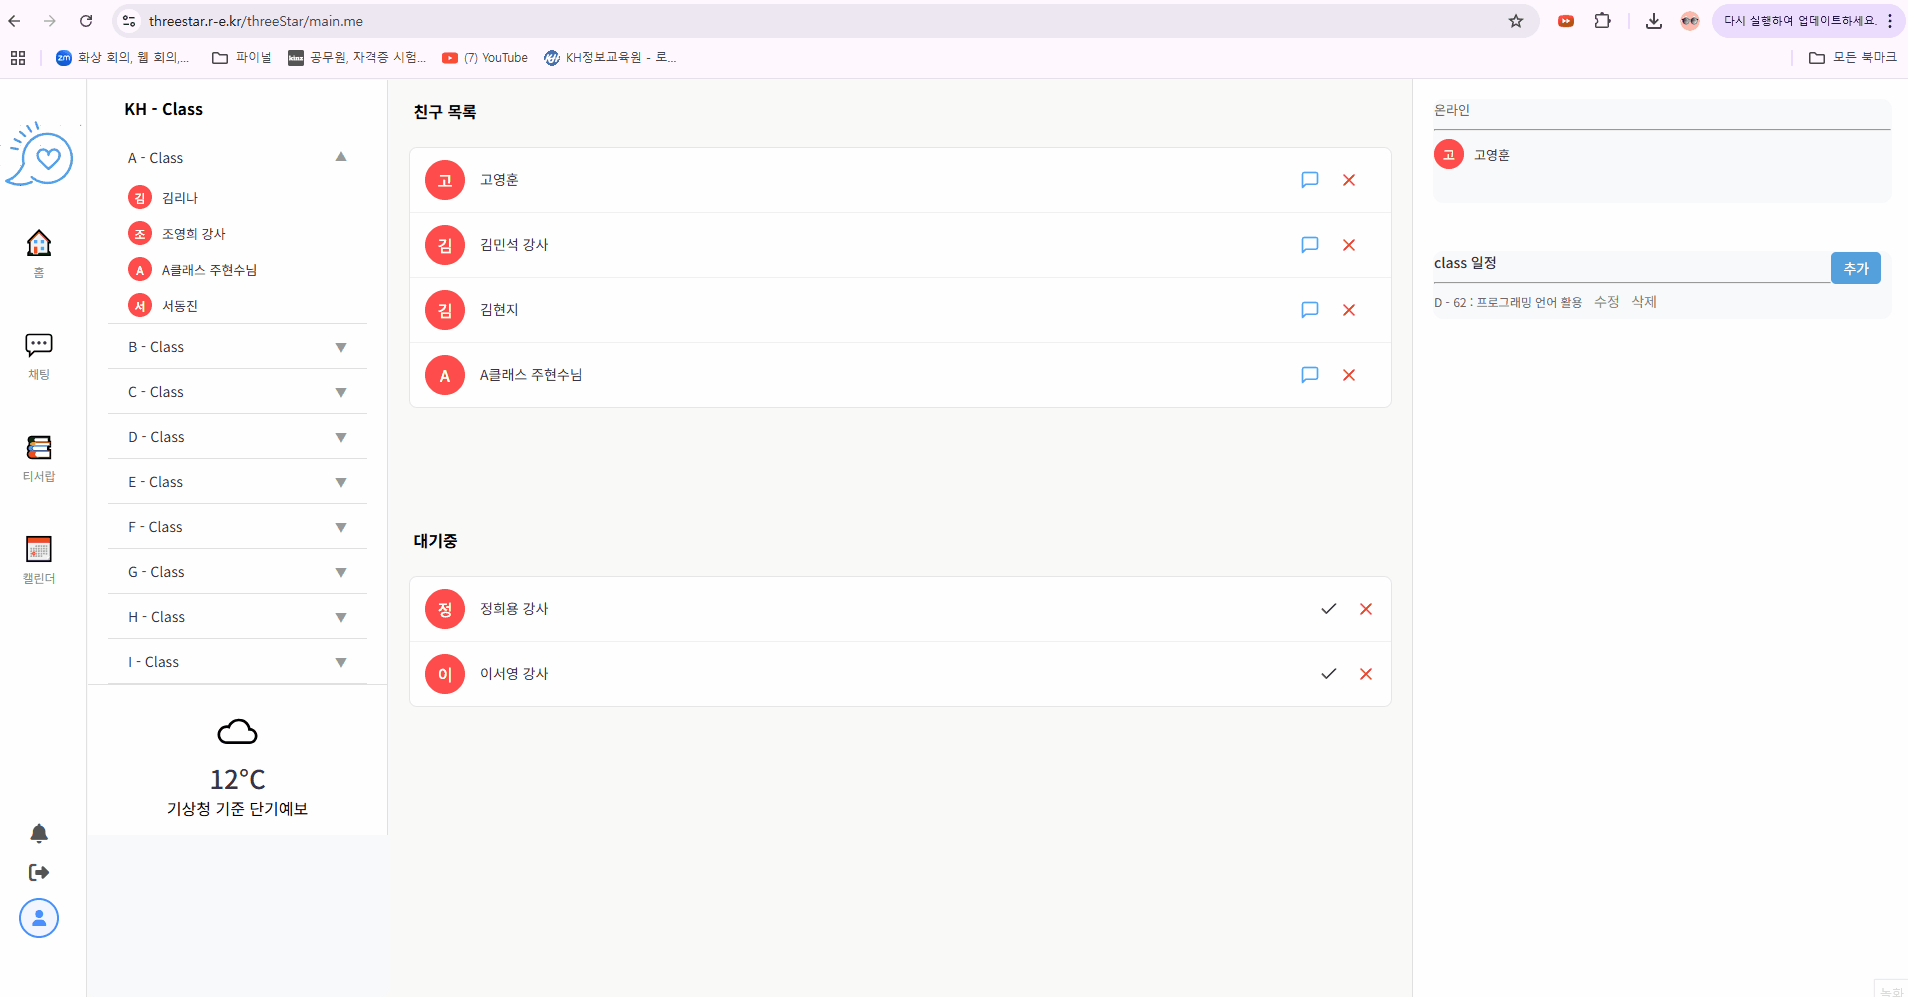 threestar.r-e.kr/threeStar/main.me
다시 실행하여 업데이트하세요.
zm 화상 회의, 웹 회의,...
파이널
kinz 공무원, 자격증 시험...
(7) YouTube
KH KH정보교육원 - 로...
모든 북마크
홈
채팅
티서랍
캘린더
KH - Class
A - Class ▲
김 김리나
조 조영희 강사
A A클래스 주현수님
서 서동진
B - Class ▼
C - Class ▼
D - Class ▼
E - Class ▼
F - Class ▼
G - Class ▼
H - Class ▼
I - Class ▼
12°C
기상청 기준 단기예보
친구 목록
고 고영훈
김 김민석 강사
김 김현지
A A클래스 주현수님
대기중
정 정희용 강사
이 이서영 강사
온라인
고 고영훈
class 일정
추가
D - 62 : 프로그래밍 언어 활용 수정 삭제
녹화